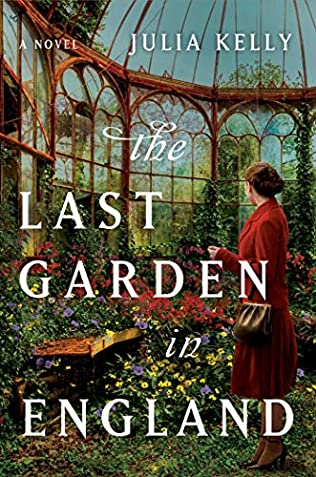 A NOVEL
JULIA KELLY
the
LAST
GARDEN
in
ENGLAND